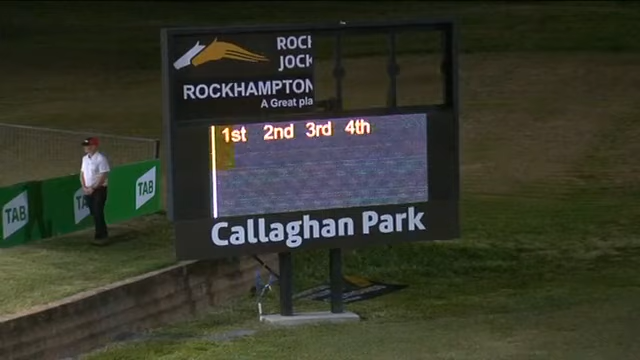 ROCK
JOCK
ROCKHAMPTON
A Great pla
1st 2nd 3rd 4th
TAB
TAB
TAB
Callaghan Park